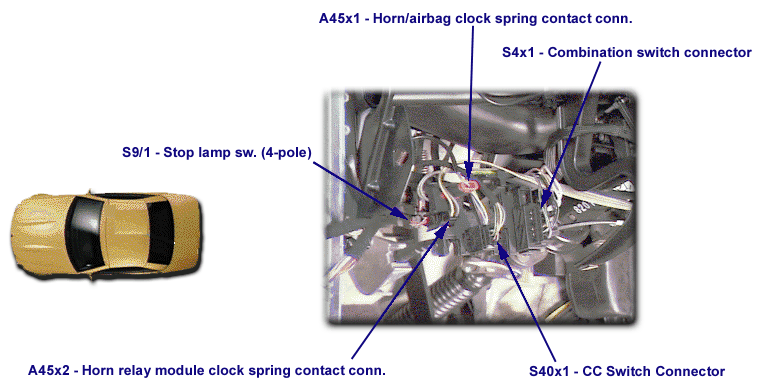 A45x1 - Horn/airbag clock spring contact conn.
S4x1 - Combination switch connector
S9/1 - Stop lamp sw. (4-pole)
A45x2 - Horn relay module clock spring contact conn.
S40x1 - CC Switch Connector